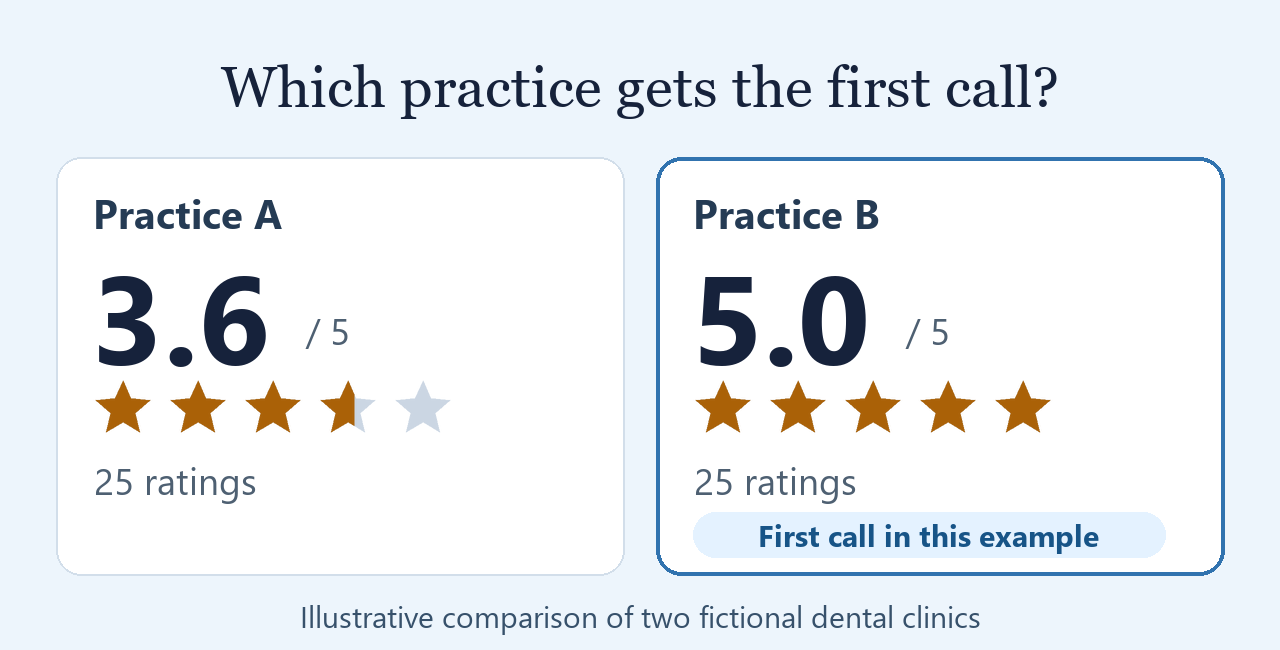 Which practice gets the first call?
Practice A
3.6 / 5
25 ratings
Practice B
5.0 / 5
25 ratings
First call in this example
Illustrative comparison of two fictional dental clinics